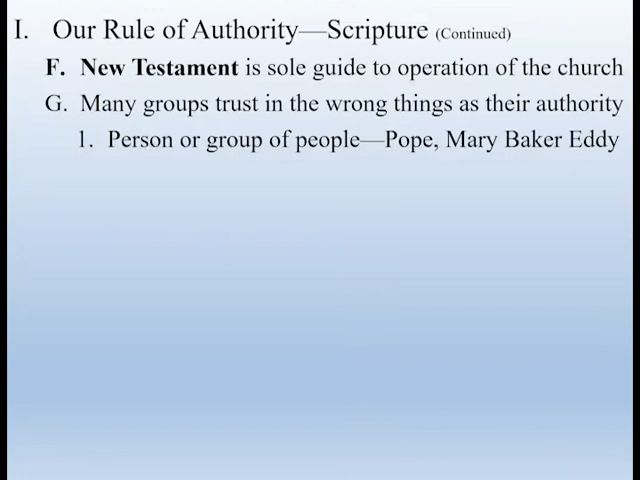 I. Our Rule of Authority—Scripture (Continued)
F. New Testament is sole guide to operation of the church
G. Many groups trust in the wrong things as their authority
1. Person or group of people—Pope, Mary Baker Eddy